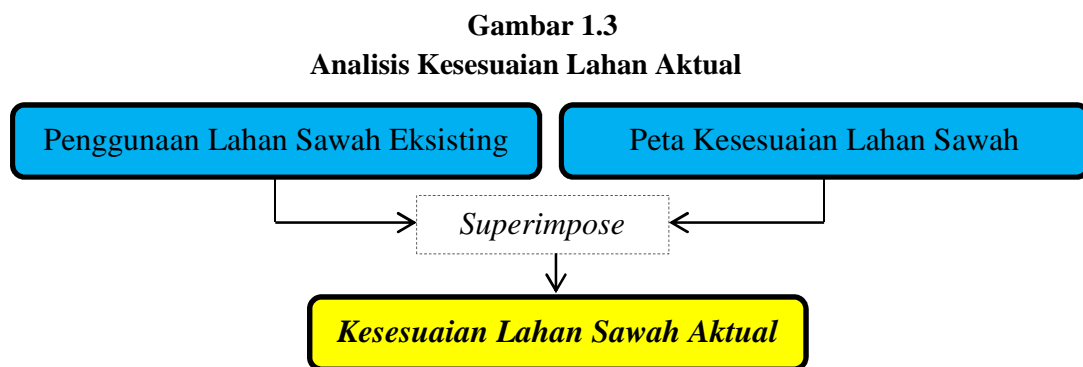 Gambar 1.3
Analisis Kesesuaian Lahan Aktual
Penggunaan Lahan Sawah Eksisting
Peta Kesesuaian Lahan Sawah
Superimpose
Kesesuaian Lahan Sawah Aktual